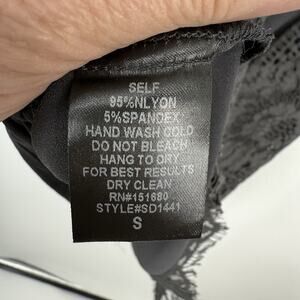 SELF
95%NLYON
5%SPANDEX
HAND WASH COLD
DO NOT BLEACH
HANG TO DRY
FOR BEST RESULTS
DRY CLEAN
RN#151680
STYLE#SD1441
S